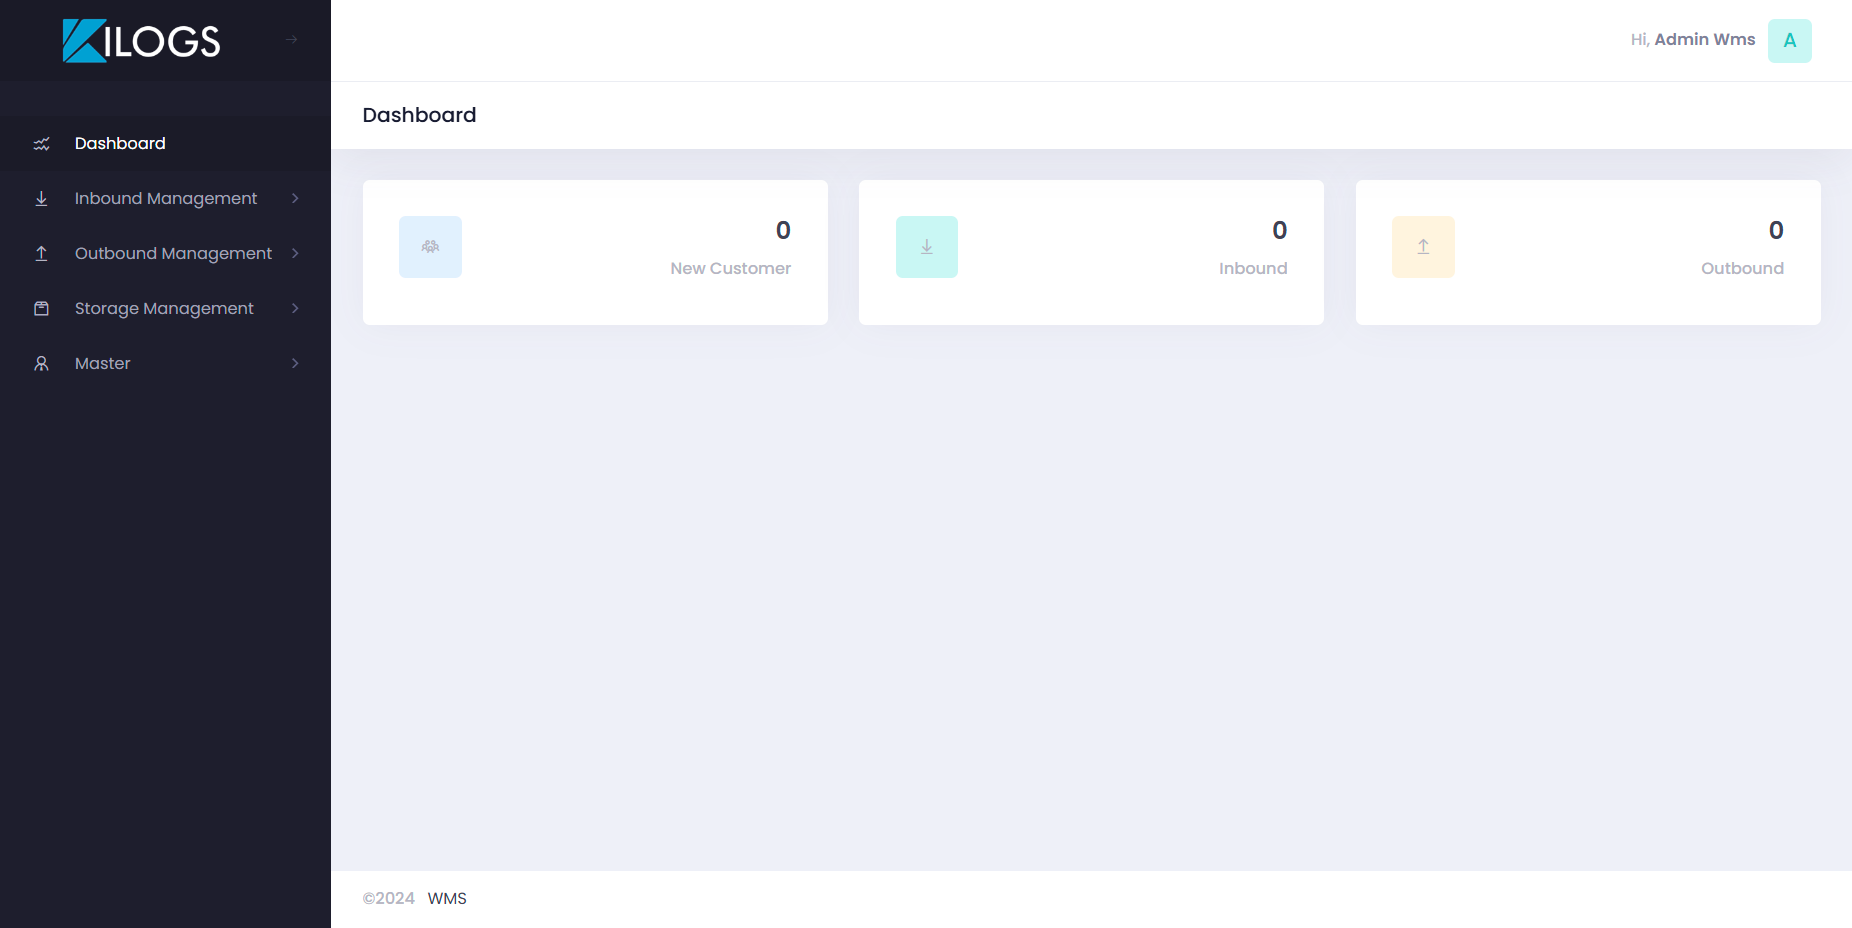 KILOGS
Hi, Admin Wms
A
Dashboard
Dashboard
Inbound Management
Outbound Management
Storage Management
Master
0
New Customer
0
Inbound
0
Outbound
©2024 WMS